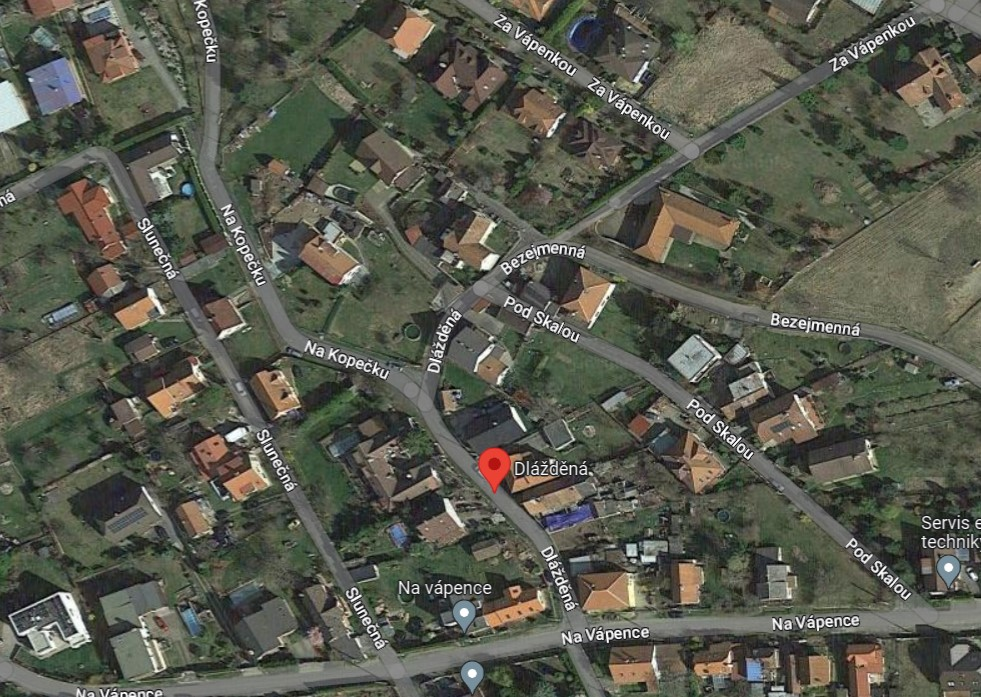 Kopečku
Za Vápenkou
Za Vápenkou
Za Vápenkou
ná
Slunečná
Na Kopečku
Bezejmenná
Pod Skalou
Bezejmenná
Dlážděná
Na Kopečku
Pod Skalou
Slunečná
Dlážděná
Servis e
technik
Pod Skalou
Dlážděná
Na vápence
Slunečná
Na Vápence
Na Vápence
Na Vápence